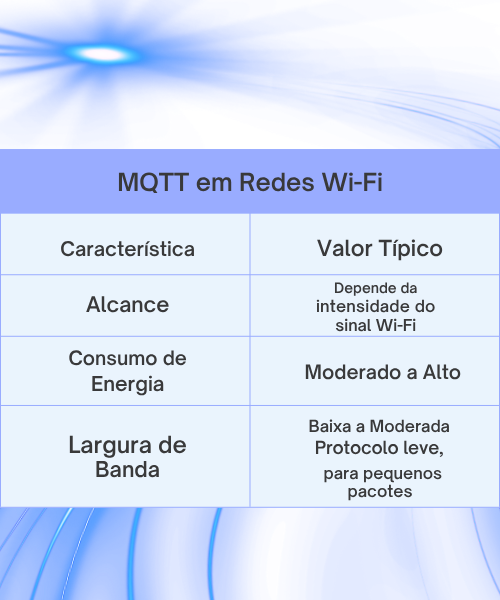 MQTT em Redes Wi-Fi
Característica
Valor Típico
Alcance
Depende da
intensidade do
sinal Wi-Fi
Consumo de
Energia
Moderado a Alto
Largura de
Banda
Baixa a Moderada
Protocolo leve,
para pequenos
pacotes